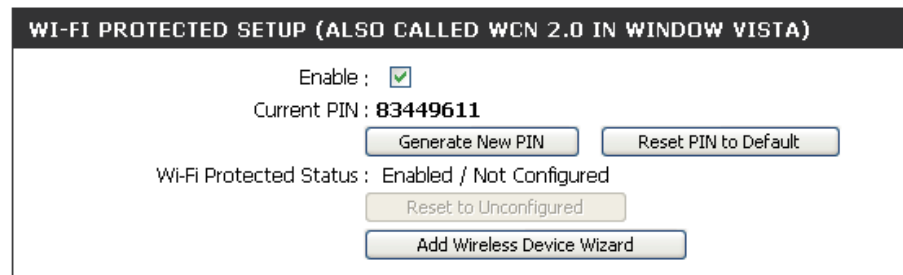 WI-FI PROTECTED SETUP (ALSO CALLED WCN 2.0 IN WINDOW VISTA)
Enable :
Current PIN : 83449611
Generate New PIN Reset PIN to Default
Wi-Fi Protected Status : Enabled / Not Configured
Reset to Unconfigured
Add Wireless Device Wizard